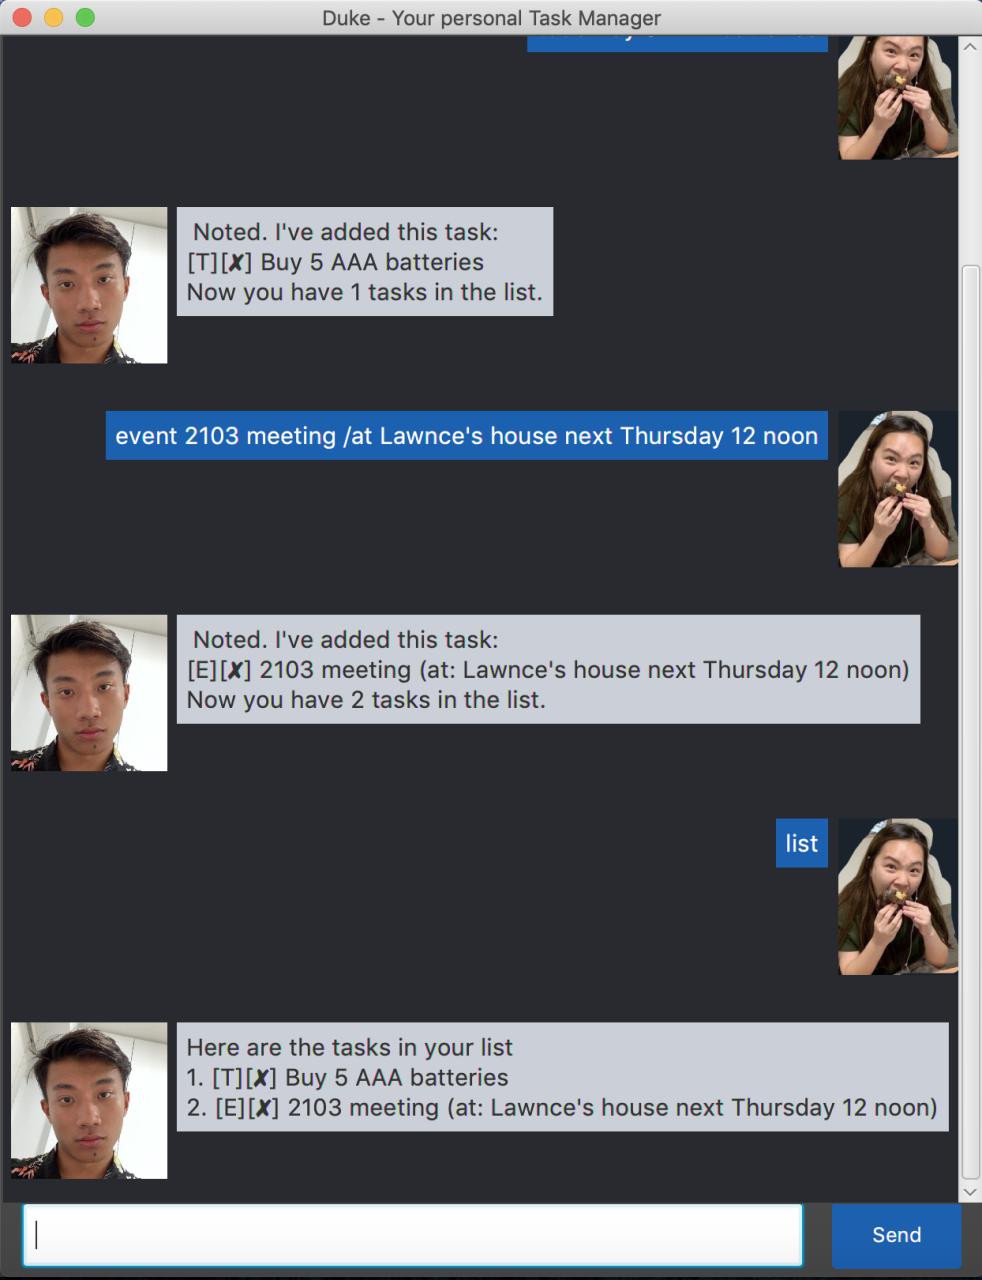 Duke - Your personal Task Manager
Noted. I've added this task:
[T][✘] Buy 5 AAA batteries
Now you have 1 tasks in the list.
event 2103 meeting /at Lawnce's house next Thursday 12 noon
Noted. I've added this task:
[E][✘] 2103 meeting (at: Lawnce's house next Thursday 12 noon)
Now you have 2 tasks in the list.
list
Here are the tasks in your list
1. [T][✘] Buy 5 AAA batteries
2. [E][✘] 2103 meeting (at: Lawnce's house next Thursday 12 noon)
Send